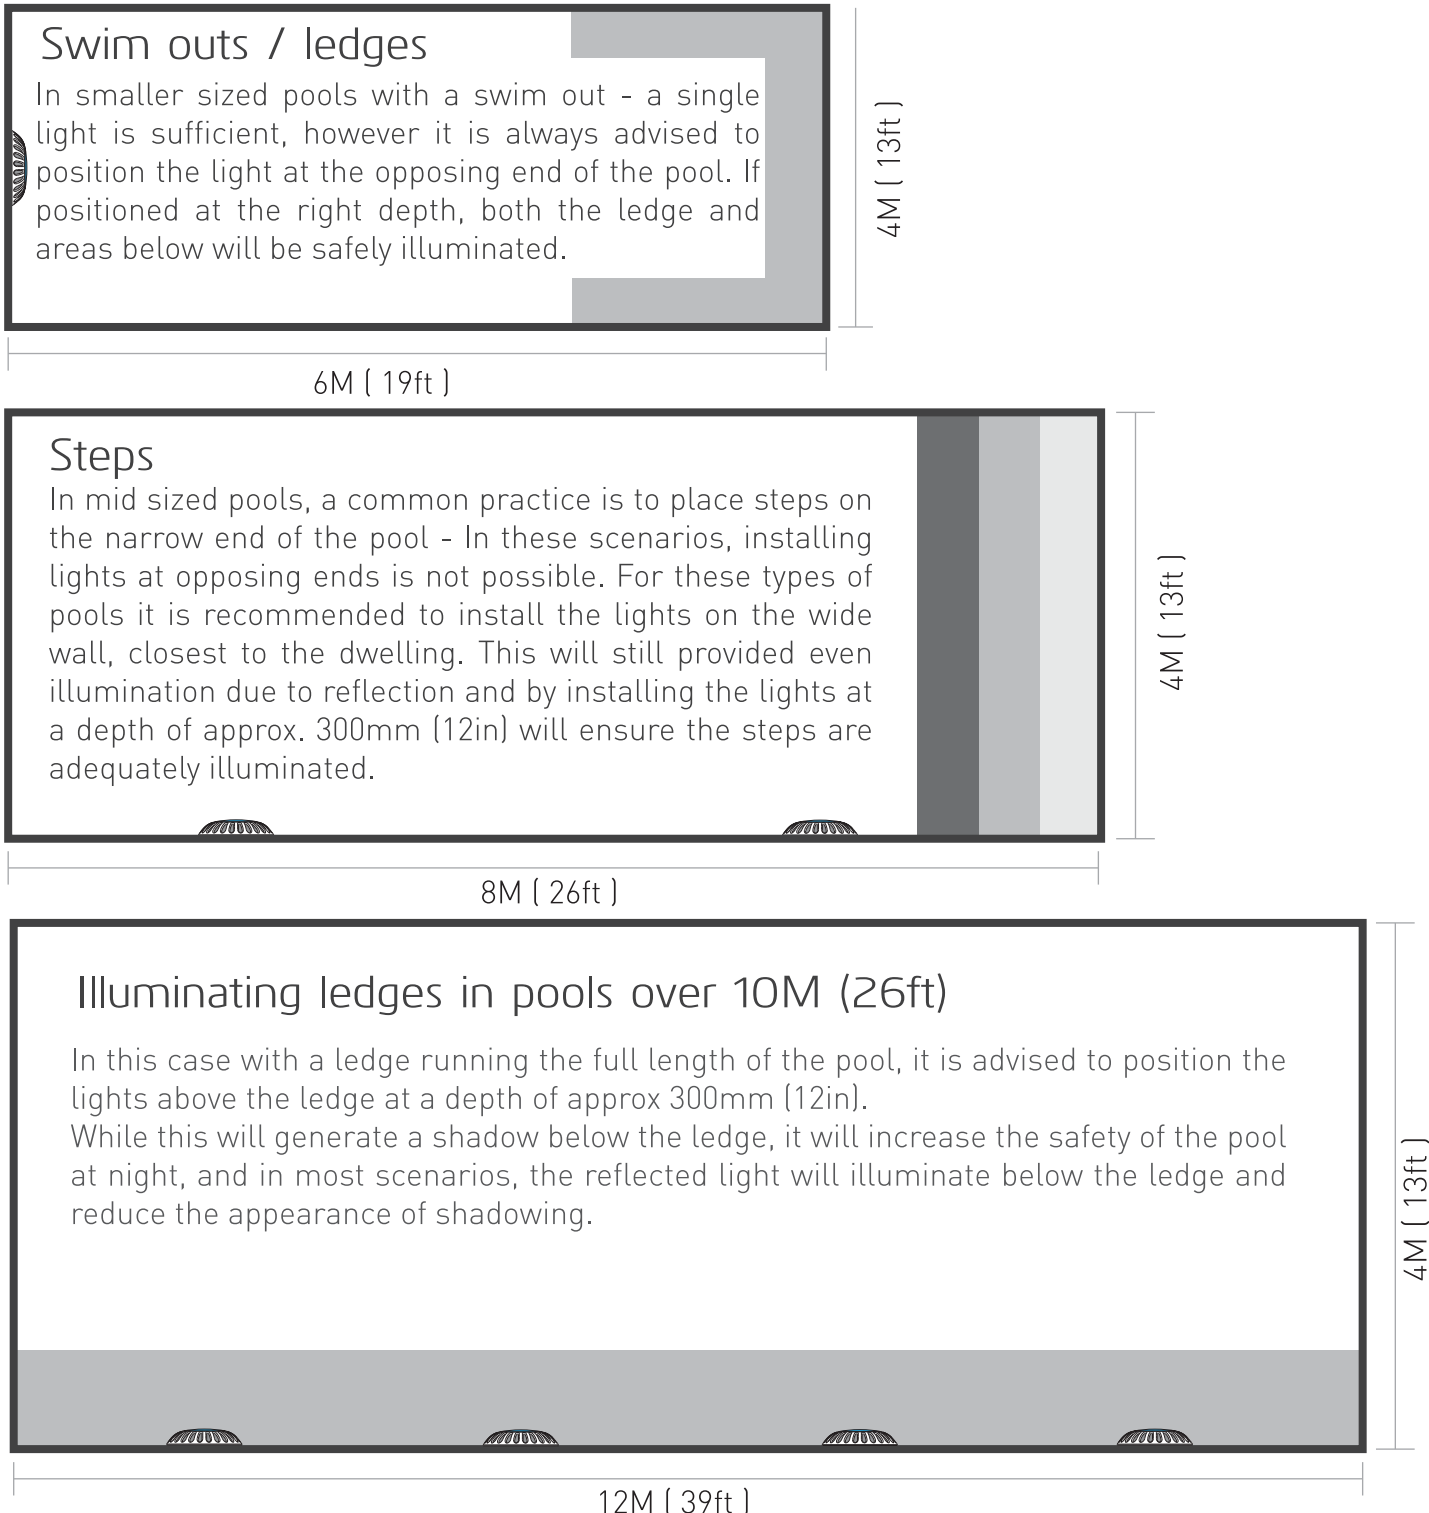 Swim outs / ledges
In smaller sized pools with a swim out - a single
light is sufficient, however it is always advised to
position the light at the opposing end of the pool. If
positioned at the right depth, both the ledge and
areas below will be safely illuminated.
4M ( 13ft )
6M ( 19ft )
Steps
In mid sized pools, a common practice is to place steps on
the narrow end of the pool - In these scenarios, installing
lights at opposing ends is not possible. For these types of
pools it is recommended to install the lights on the wide
wall, closest to the dwelling. This will still provided even
illumination due to reflection and by installing the lights at
a depth of approx. 300mm (12in) will ensure the steps are
adequately illuminated.
4M ( 13ft )
8M ( 26ft )
Illuminating ledges in pools over 10M (26ft)
In this case with a ledge running the full length of the pool, it is advised to position the
lights above the ledge at a depth of approx 300mm (12in).
While this will generate a shadow below the ledge, it will increase the safety of the pool
at night, and in most scenarios, the reflected light will illuminate below the ledge and
reduce the appearance of shadowing.
4M ( 13ft )
12M ( 39ft )